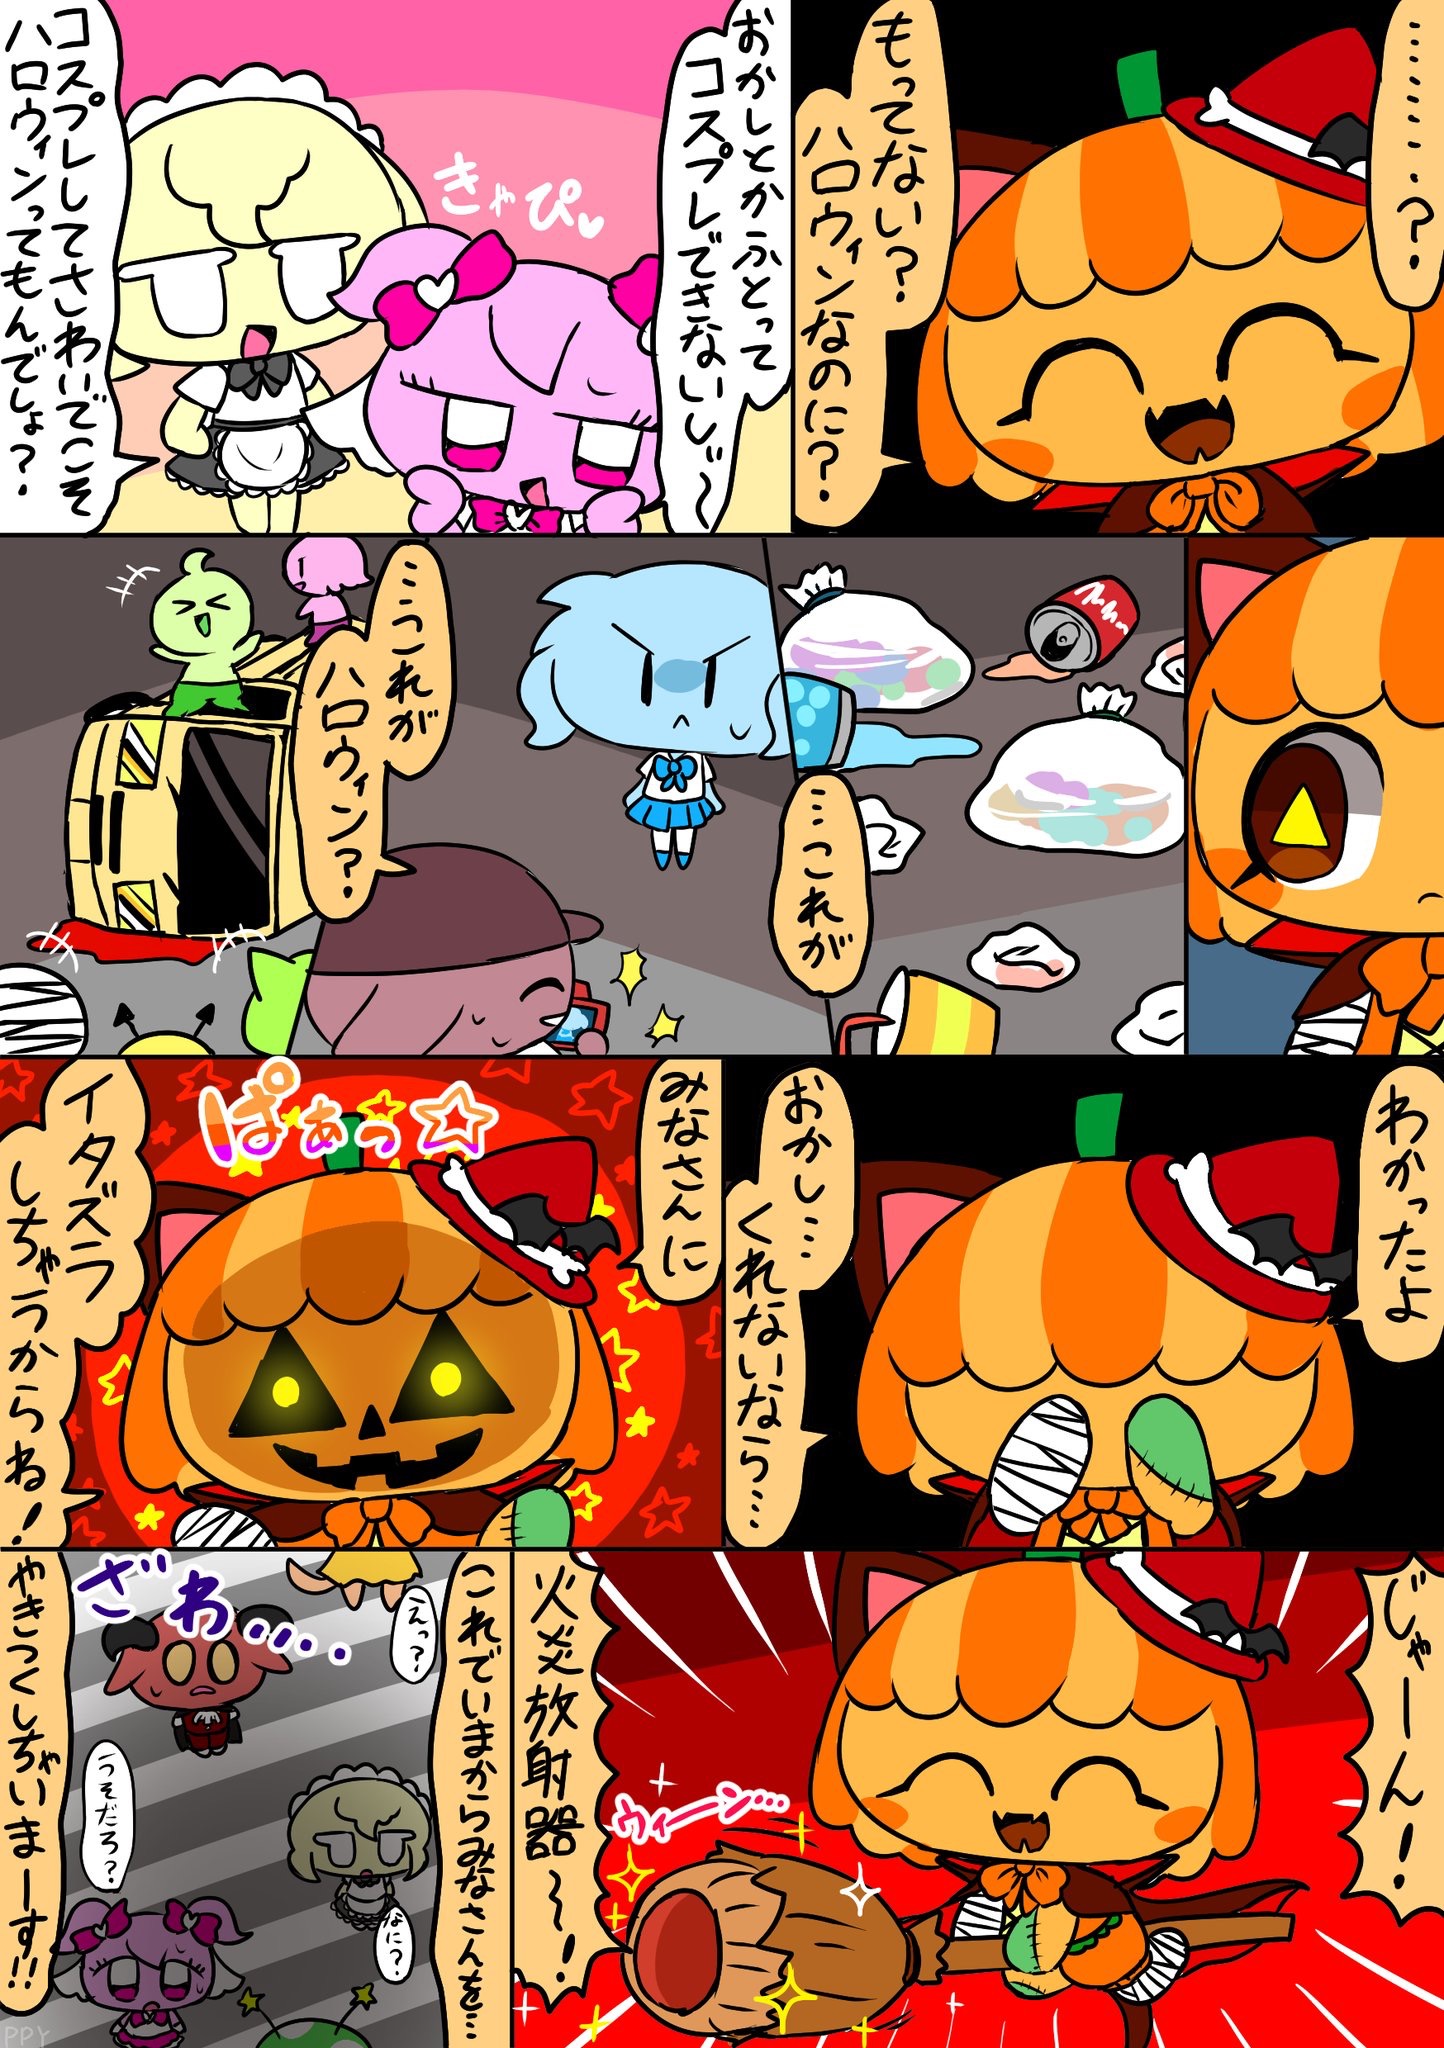 ………?
もってない?
ハロウィンなのに?
おかしとかふとって
コスプレできないしぃ~
きゃぴ♥
コスプレしてさわいでこそ
ハロウィンってもんでしょ?
…これが
…これが
ハロウィン?
わかったよ
おかし…
くれないなら…
みなさんに
ぱぁっ☆
イタズラ
しちゃうからね!
じゃーん!
ウィーン…
火炎放射器~!
これでいまからみなさんを…
えっ?
ざわ…
うそだろ?
なに?
やきつくしちゃいまーす!!
PPY